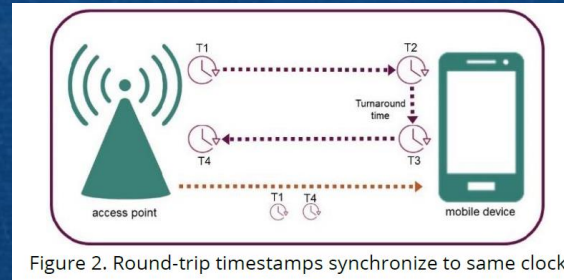 T1 T2
Turnaround
time
T4 T3
T1 T4
access point mobile device
Figure 2. Round-trip timestamps synchronize to same clock